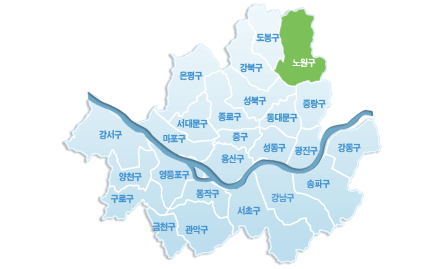 도봉구
노원구
강북구
은평구
성북구
중랑구
종로구
동대문구
서대문구
강서구
마포구
중구
성동구
광진구
강동구
용산구
양천구
영등포구
송파구
동작구
구로구
강남구
서초구
금천구
관악구